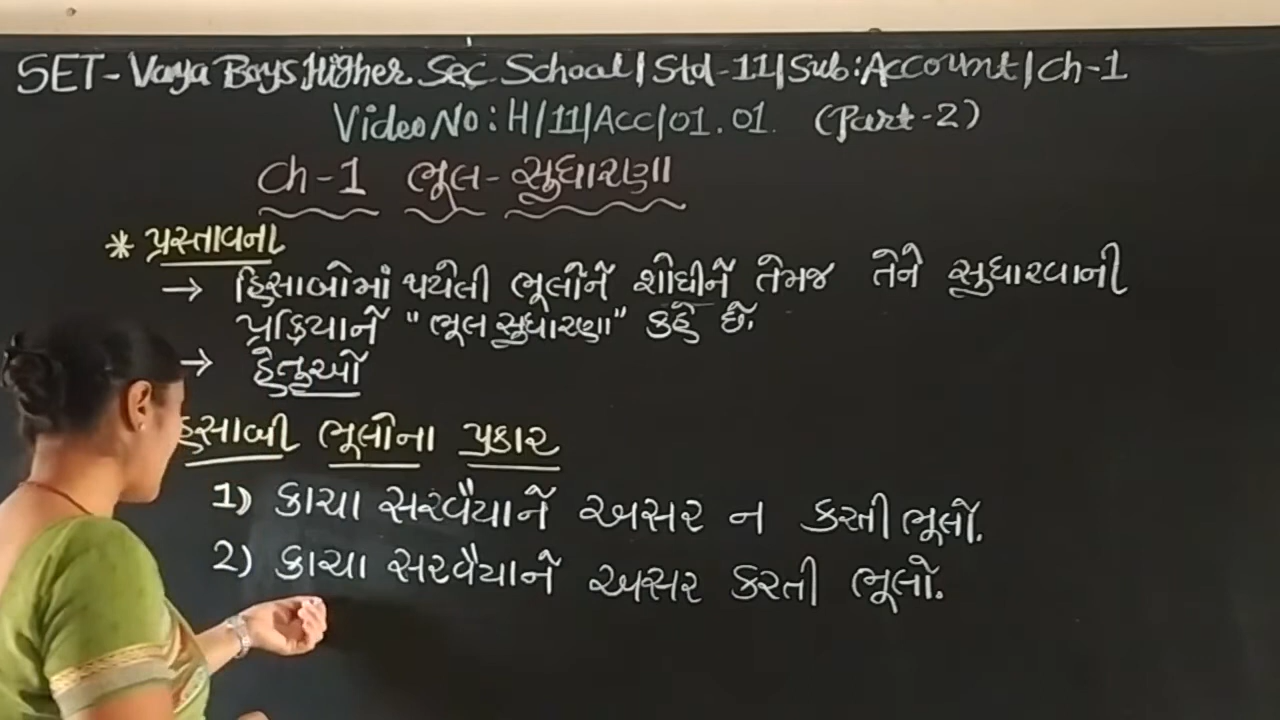 SET-Vaya Boys Higher Sec School/Std-11/Sub:Account/Ch-1
Video No:H/11/Acc/01.01. (Part-2)
Ch-1 ભૂલ-સુધારણા
* પ્રસ્તાવના
→ હિસાબોમાં થયેલી ભૂલોને શોધીને તેમજ તેને સુધારવાની
પ્રક્રિયાને "ભૂલ સુધારણા" કહે છે.
→ હેતુઓ
હિસાબી ભૂલોના પ્રકાર
1) કાચા સરવૈયાને અસર ન કરતી ભૂલો.
2) કાચા સરવૈયાને અસર કરતી ભૂલો.